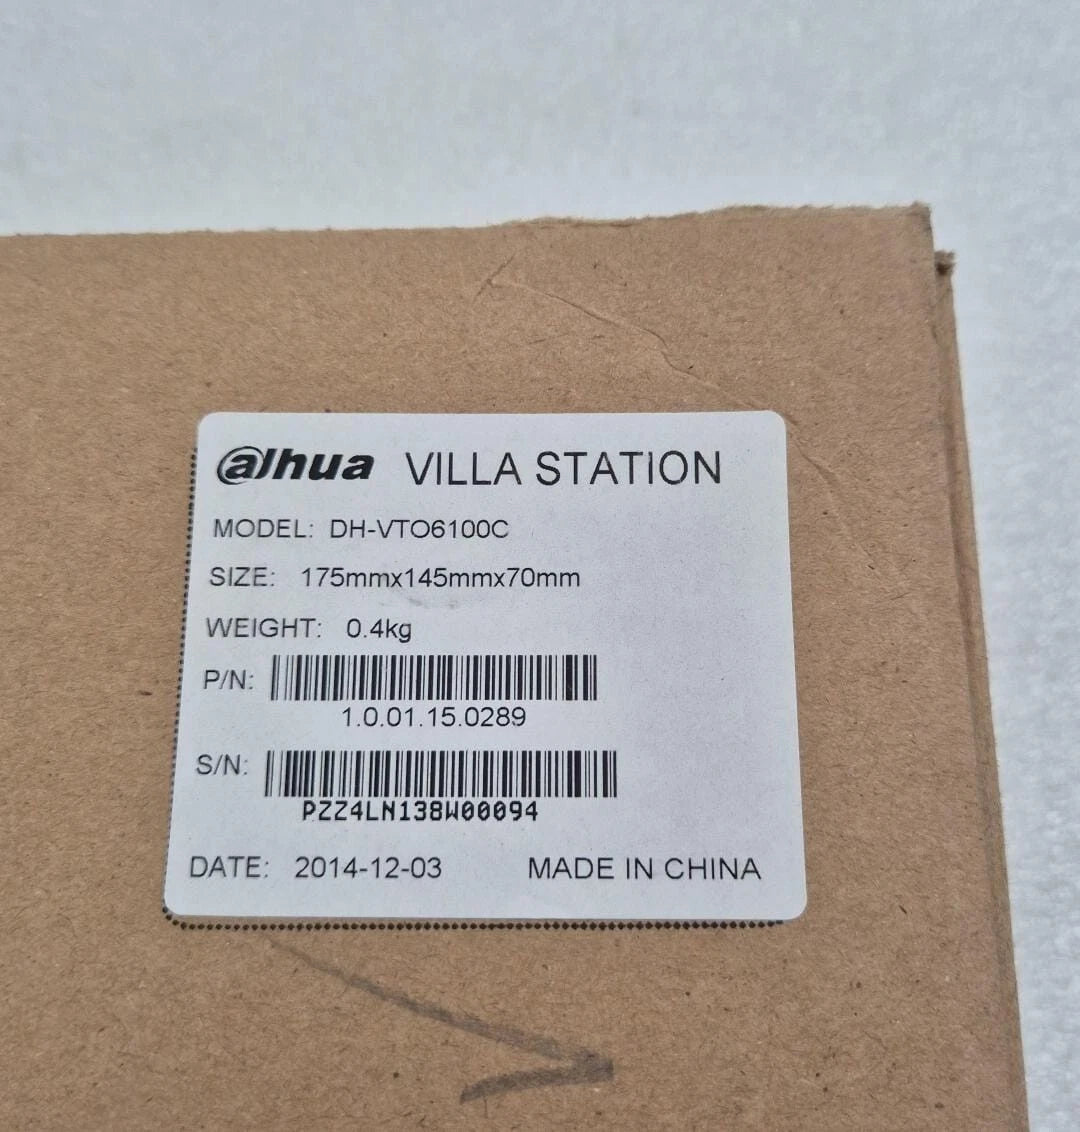 alhua VILLA STATION
MODEL: DH-VTO6100C
SIZE: 175mmx145mmx70mm
WEIGHT: 0.4kg
P/N:
1.0.01.15.0289
S/N:
PZZ4LN138W00094
DATE: 2014-12-03 MADE IN CHINA